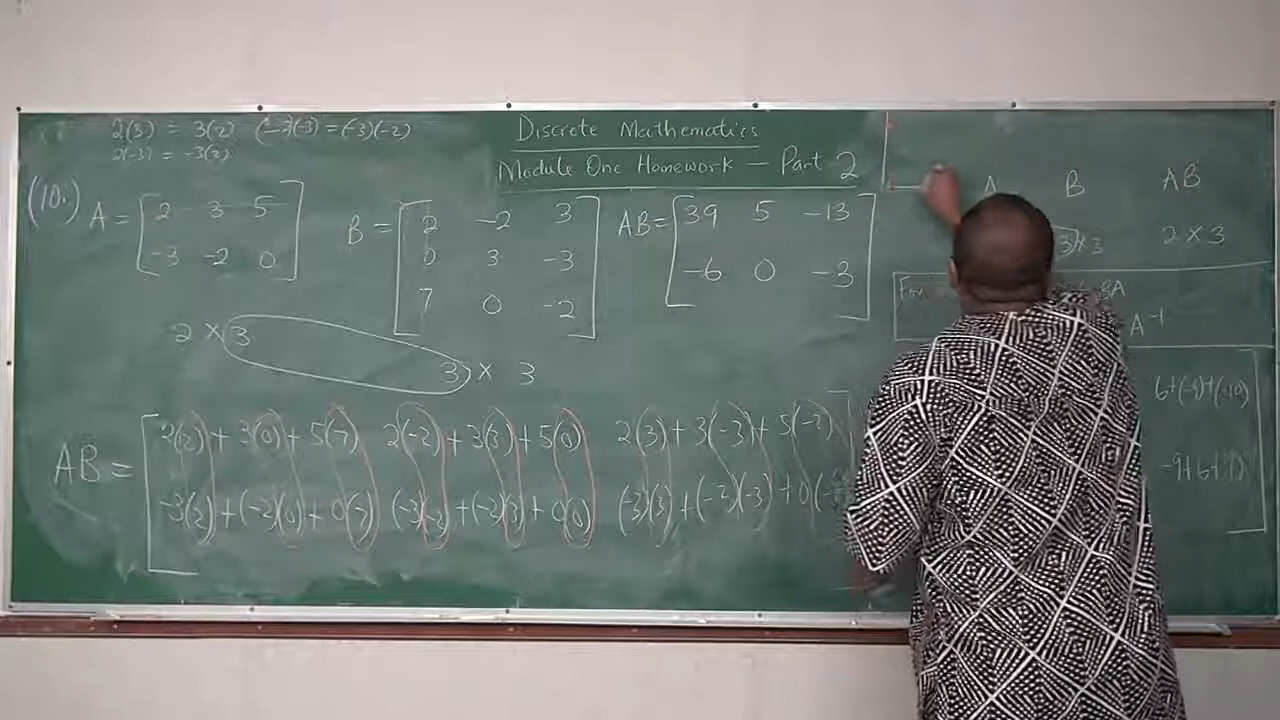 2(3) = 3(2) (-2)(-3) = (-3)(-2)
2(-3) = -3(2)
Discrete Mathematics
Module One Homework - Part 2
(10.) A = [2 3 5
-3 -2 0]
B = [2 -2 3
0 3 -3
7 0 -2]
AB = [39 5 -13
-6 0 -3]
A B AB
3×3 2×3
For BA
A⁻¹
2 × 3
3 × 3
AB = [2(2) + 3(0) + 5(7) 2(-2) + 3(3) + 5(0) 2(3) + 3(-3) + 5(-2)
-3(2) + (-2)(0) + 0(7) (-3)(-2) + (-2)(3) + 0(0) (-3)(3) + (-2)(-3) + 0(
6+(-9)+(-10)
-9+6+